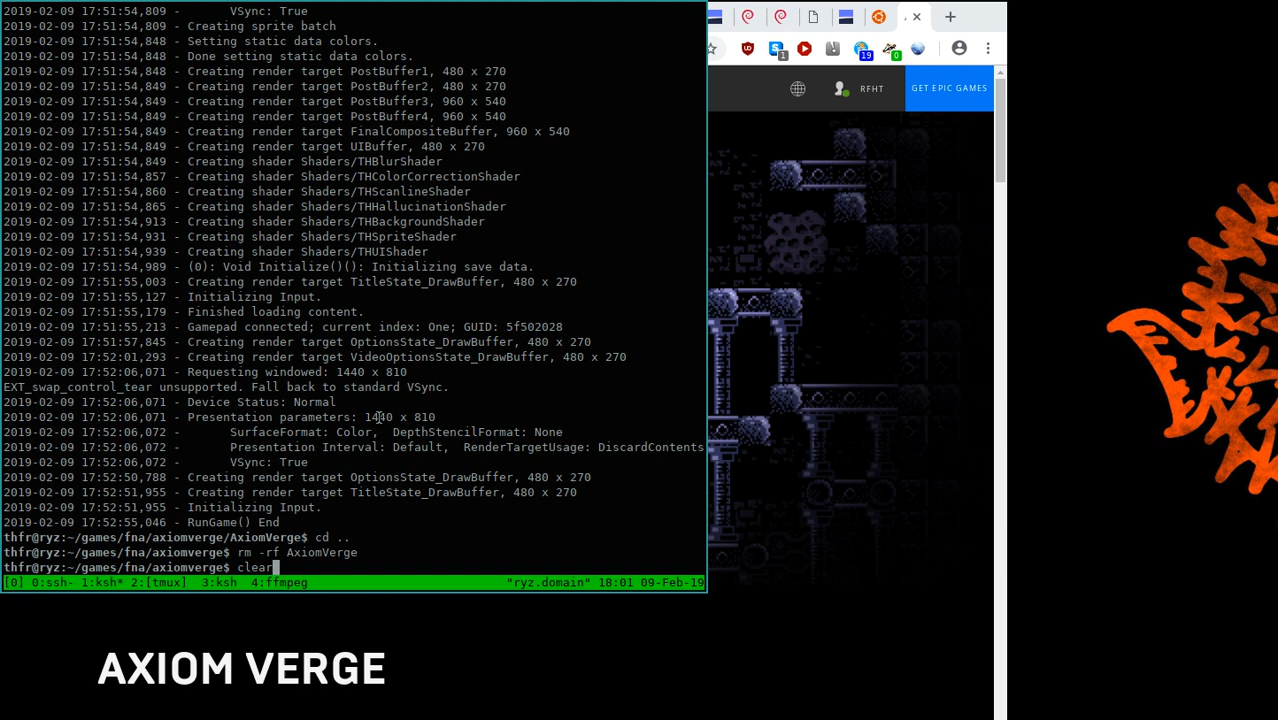 2019-02-09 17:51:54,809 -       VSync: True
2019-02-09 17:51:54,809 - Creating sprite batch
2019-02-09 17:51:54,848 - Setting static data colors.
2019-02-09 17:51:54,848 - Done setting static data colors.
2019-02-09 17:51:54,848 - Creating render target PostBuffer1, 480 x 270
2019-02-09 17:51:54,849 - Creating render target PostBuffer2, 480 x 270
2019-02-09 17:51:54,849 - Creating render target PostBuffer3, 960 x 540
2019-02-09 17:51:54,849 - Creating render target PostBuffer4, 960 x 540
2019-02-09 17:51:54,849 - Creating render target FinalCompositeBuffer, 960 x 540
2019-02-09 17:51:54,849 - Creating render target UIBuffer, 480 x 270
2019-02-09 17:51:54,849 - Creating shader Shaders/THBlurShader
2019-02-09 17:51:54,857 - Creating shader Shaders/THColorCorrectionShader
2019-02-09 17:51:54,860 - Creating shader Shaders/THScanlineShader
2019-02-09 17:51:54,865 - Creating shader Shaders/THHallucinationShader
2019-02-09 17:51:54,913 - Creating shader Shaders/THBackgroundShader
2019-02-09 17:51:54,931 - Creating shader Shaders/THSpriteShader
2019-02-09 17:51:54,939 - Creating shader Shaders/THUIShader
2019-02-09 17:51:54,989 - (0): Void Initialize()(): Initializing save data.
2019-02-09 17:51:55,003 - Creating render target TitleState_DrawBuffer, 480 x 270
2019-02-09 17:51:55,127 - Initializing Input.
2019-02-09 17:51:55,179 - Finished loading content.
2019-02-09 17:51:55,213 - Gamepad connected; current index: One; GUID: 5f502028
2019-02-09 17:51:57,845 - Creating render target OptionsState_DrawBuffer, 480 x 270
2019-02-09 17:52:01,293 - Creating render target VideoOptionsState_DrawBuffer, 480 x 270
2019-02-09 17:52:06,071 - Requesting windowed: 1440 x 810
EXT_swap_control_tear unsupported. Fall back to standard VSync.
2019-02-09 17:52:06,071 - Device Status: Normal
2019-02-09 17:52:06,071 - Presentation parameters: 1440 x 810
2019-02-09 17:52:06,072 -       SurfaceFormat: Color,  DepthStencilFormat: None
2019-02-09 17:52:06,072 -       Presentation Interval: Default,  RenderTargetUsage: DiscardContents
2019-02-09 17:52:06,072 -       VSync: True
2019-02-09 17:52:50,788 - Creating render target OptionsState_DrawBuffer, 480 x 270
2019-02-09 17:52:51,955 - Creating render target TitleState_DrawBuffer, 480 x 270
2019-02-09 17:52:51,955 - Initializing Input.
2019-02-09 17:52:55,046 - RunGame() End
thfr@ryz:~/games/fna/axiomverge/AxiomVerge$ cd ..
thfr@ryz:~/games/fna/axiomverge$ rm -rf AxiomVerge
thfr@ryz:~/games/fna/axiomverge$ clear
[0] 0:ssh- 1:ksh* 2:[tmux]  3:ksh  4:ffmpeg "ryz.domain" 18:01 09-Feb-19
1
19
0
RFHT
GET EPIC GAMES
AXIOM VERGE